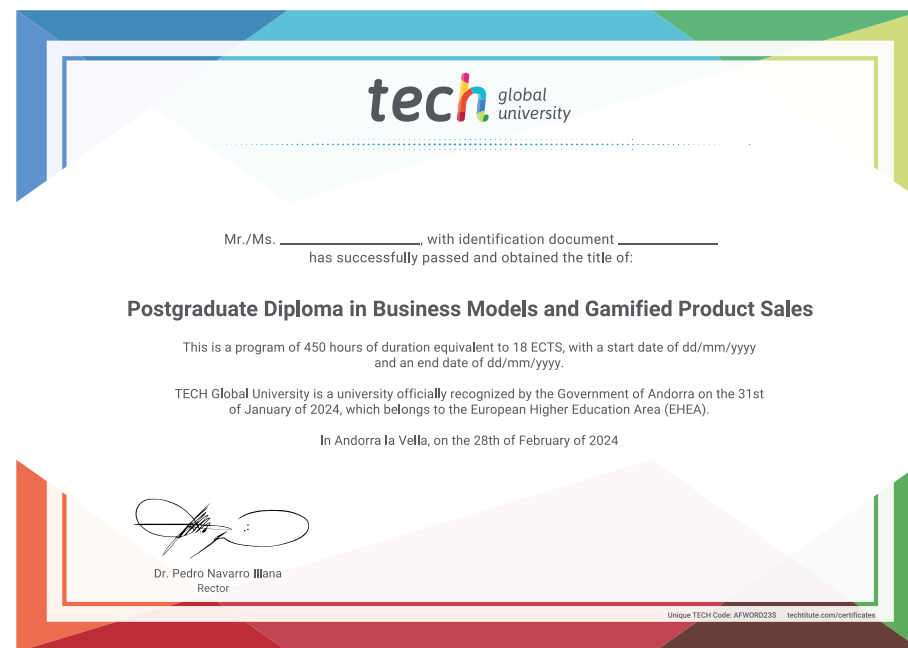 tech global
university
Mr./Ms. ____________, with identification document ____________
has successfully passed and obtained the title of:
Postgraduate Diploma in Business Models and Gamified Product Sales
This is a program of 450 hours of duration equivalent to 18 ECTS, with a start date of dd/mm/yyyy
and an end date of dd/mm/yyyy.
TECH Global University is a university officially recognized by the Government of Andorra on the 31st
of January of 2024, which belongs to the European Higher Education Area (EHEA).
In Andorra la Vella, on the 28th of February of 2024
Dr. Pedro Navarro Illana
Rector
Unique TECH Code: AFWORD23S techtitute.com/certificates